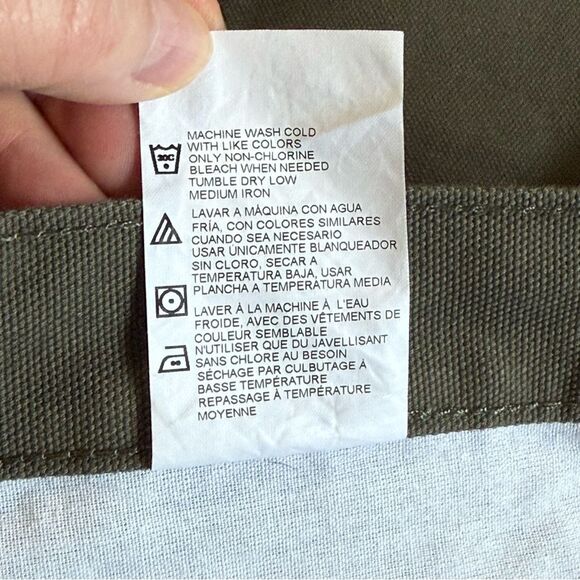 30C
MACHINE WASH COLD
WITH LIKE COLORS
ONLY NON-CHLORINE
BLEACH WHEN NEEDED
TUMBLE DRY LOW
MEDIUM IRON
LAVAR A MÁQUINA CON AGUA
FRÍA, CON COLORES SIMILARES
CUANDO SEA NECESARIO
USAR ÚNICAMENTE BLANQUEADOR
SIN CLORO, SECAR A
TEMPERATURA BAJA, USAR
PLANCHA A TEMPERATURA MEDIA
LAVER À LA MACHINE À L'EAU
FROIDE, AVEC DES VÊTEMENTS DE
COULEUR SEMBLABLE
N'UTILISER QUE DU JAVELLISANT
SANS CHLORE AU BESOIN
SÉCHAGE PAR CULBUTAGE À
BASSE TEMPÉRATURE
REPASSAGE À TEMPÉRATURE
MOYENNE